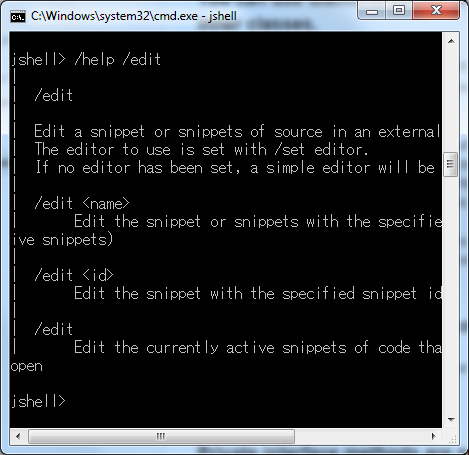 C:\Windows\system32\cmd.exe - jshell
jshell> /help /edit
|
|  /edit
|
|  Edit a snippet or snippets of source in an external
|  The editor to use is set with /set editor.
|  If no editor has been set, a simple editor will be
|
|  /edit <name>
|       Edit the snippet or snippets with the specifie
ive snippets)
|
|  /edit <id>
|       Edit the snippet with the specified snippet id
|
|  /edit
|       Edit the currently active snippets of code tha
open
jshell>